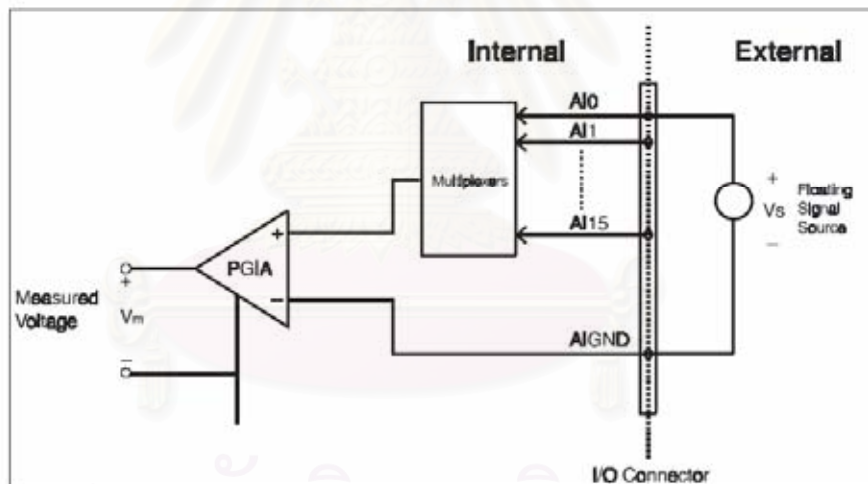 Internal
External
AI0
AI1
Multiplexers
AI15
+
Vs
−
Floating
Signal
Source
+
PGIA
−
Measured
Voltage
+
Vm
−
AIGND
I/O Connector